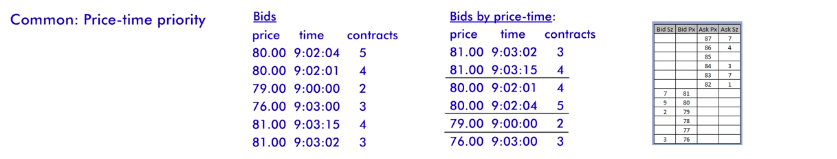 Common: Price-time priority
Bids
price time contracts
80.00 9:02:04 5
80.00 9:02:01 4
79.00 9:00:00 2
76.00 9:03:00 3
81.00 9:03:15 4
81.00 9:03:02 3
Bids by price-time:
price time contracts
81.00 9:03:02 3
81.00 9:03:15 4
80.00 9:02:01 4
80.00 9:02:04 5
79.00 9:00:00 2
76.00 9:03:00 3
Bid Sz Bid Px Ask Px Ask Sz
87 7
86 4
85
84 3
83 7
82 1
7 81
9 80
2 79
78
77
3 76